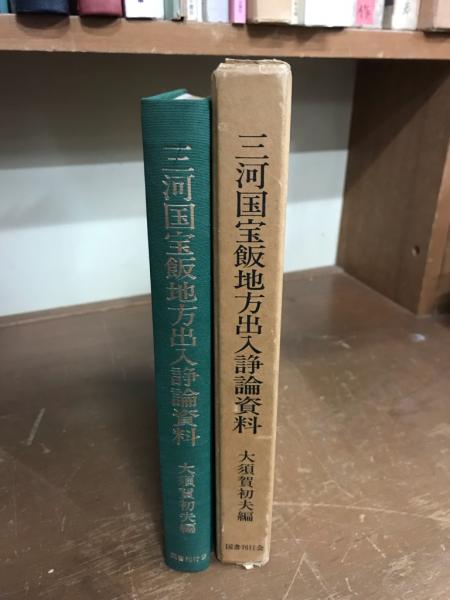 三河国宝飯地方出入諍論資料
大須賀初夫編
国書刊行会
三河国宝飯地方出入諍論資料
大須賀初夫編
国書刊行会